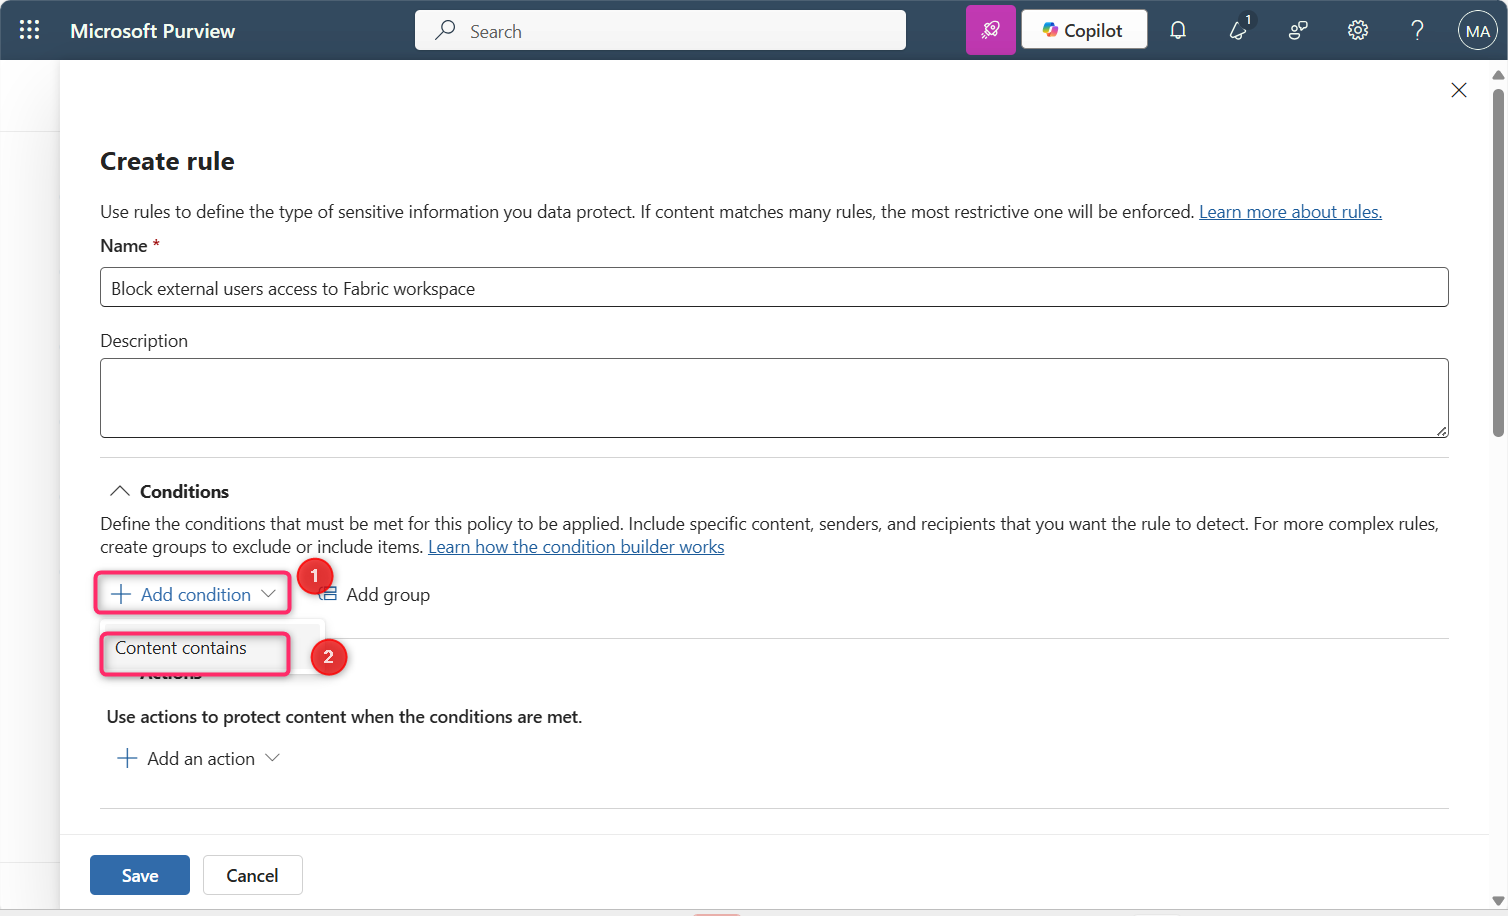 Microsoft Purview
Search
Copilot
1
MA
Create rule
Use rules to define the type of sensitive information you data protect. If content matches many rules, the most restrictive one will be enforced. Learn more about rules.
Name *
Block external users access to Fabric workspace
Description
Conditions
Define the conditions that must be met for this policy to be applied. Include specific content, senders, and recipients that you want the rule to detect. For more complex rules,
create groups to exclude or include items. Learn how the condition builder works
Add condition
1
Add group
Content contains
2
Actions
Use actions to protect content when the conditions are met.
Add an action
Save
Cancel